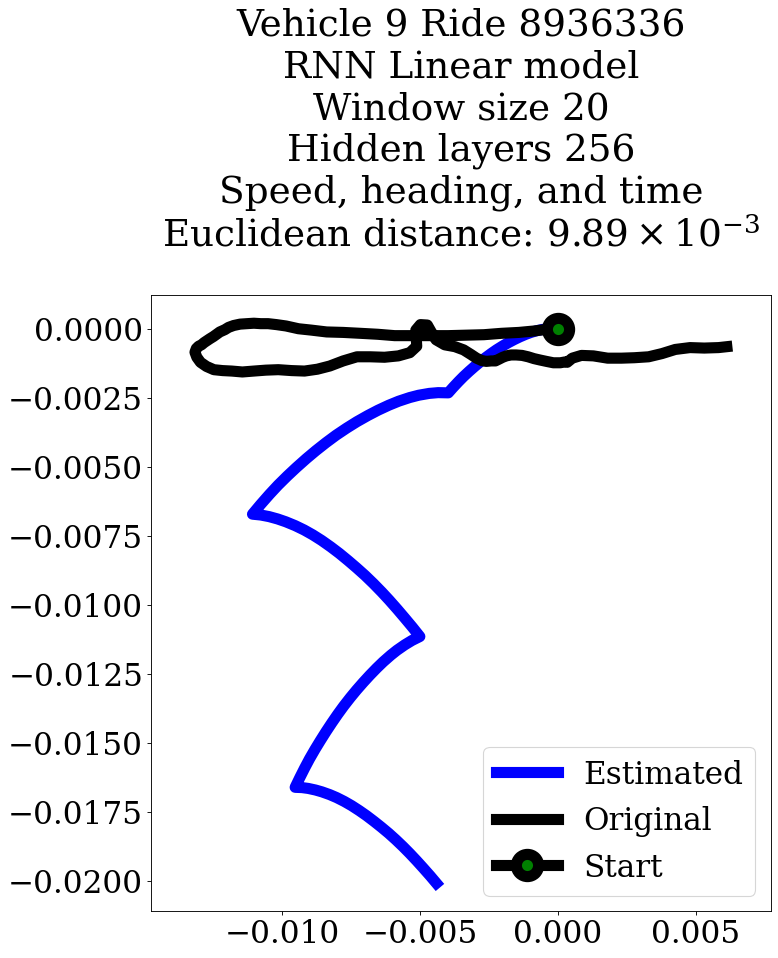 Vehicle 9 Ride 8936336
RNN Linear model
Window size 20
Hidden layers 256
Speed, heading, and time
Euclidean distance: 9.89 × 10⁻³
0.0000
−0.0025
−0.0050
−0.0075
−0.0100
−0.0125
−0.0150
−0.0175
−0.0200
Estimated
Original
Start
−0.010 −0.005 0.000 0.005